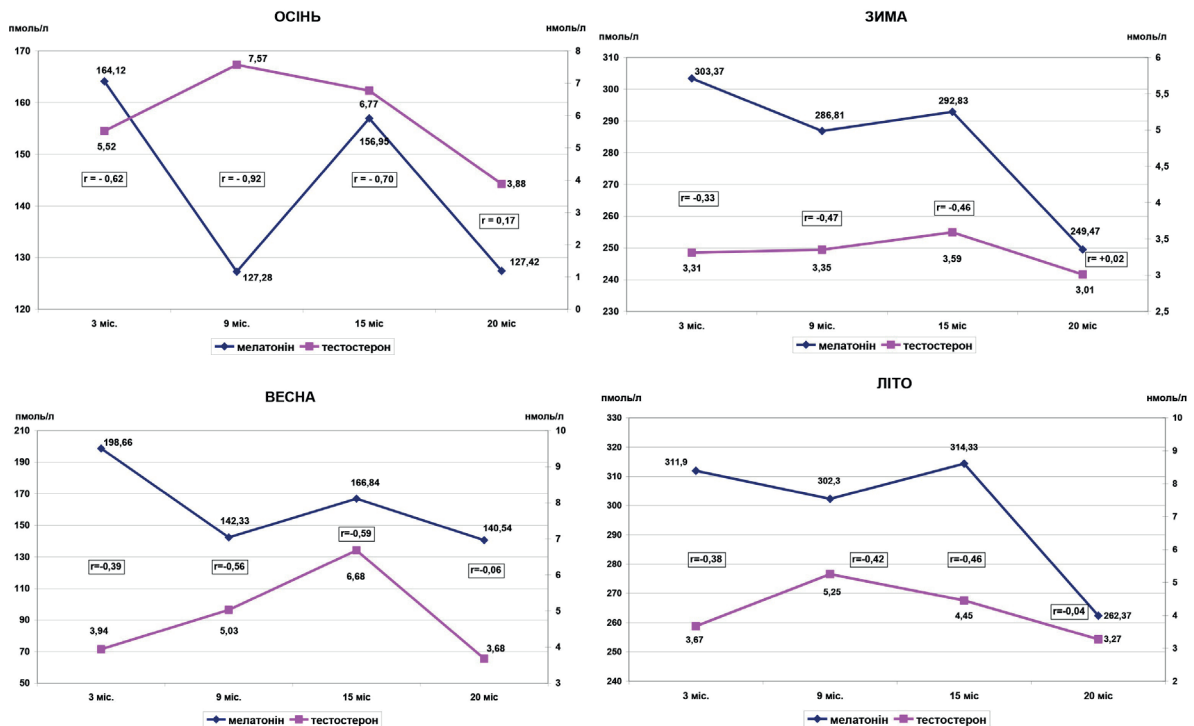 ОСІНЬ
пмоль/л
нмоль/л
170
160
150
140
130
120
8
7
6
5
4
3
2
1
0
164,12
7,57
5,52
6,77
156,95
r = - 0,62
r = - 0,92
r = - 0,70
3,88
r = 0,17
127,28
127,42
3 міс.
9 міс.
15 міс
20 міс
мелатонін
тестостерон
ЗИМА
пмоль/л
нмоль/л
310
300
290
280
270
260
250
240
230
6
5,5
5
4,5
4
3,5
3
2,5
303,37
286,81
292,83
r= -0,33
r= -0,47
r= -0,46
249,47
r= +0,02
3,31
3,35
3,59
3,01
3 міс.
9 міс.
15 міс
20 міс
мелатонін
тестостерон
ВЕСНА
пмоль/л
нмоль/л
210
190
170
150
130
110
90
70
50
10
9
8
7
6
5
4
3
198,66
142,33
166,84
140,54
r=-0,39
r=-0,56
r=-0,59
r=-0,06
3,94
5,03
6,68
3,68
3 міс.
9 міс.
15 міс
20 міс
мелатонін
тестостерон
ЛІТО
пмоль/л
нмоль/л
330
320
310
300
290
280
270
260
250
240
10
9
8
7
6
5
4
3
2
311,9
302,3
314,33
r=-0,38
r=-0,42
r=-0,46
r=-0,04
262,37
3,67
5,25
4,45
3,27
3 міс.
9 міс.
15 міс
20 міс
мелатонін
тестостерон